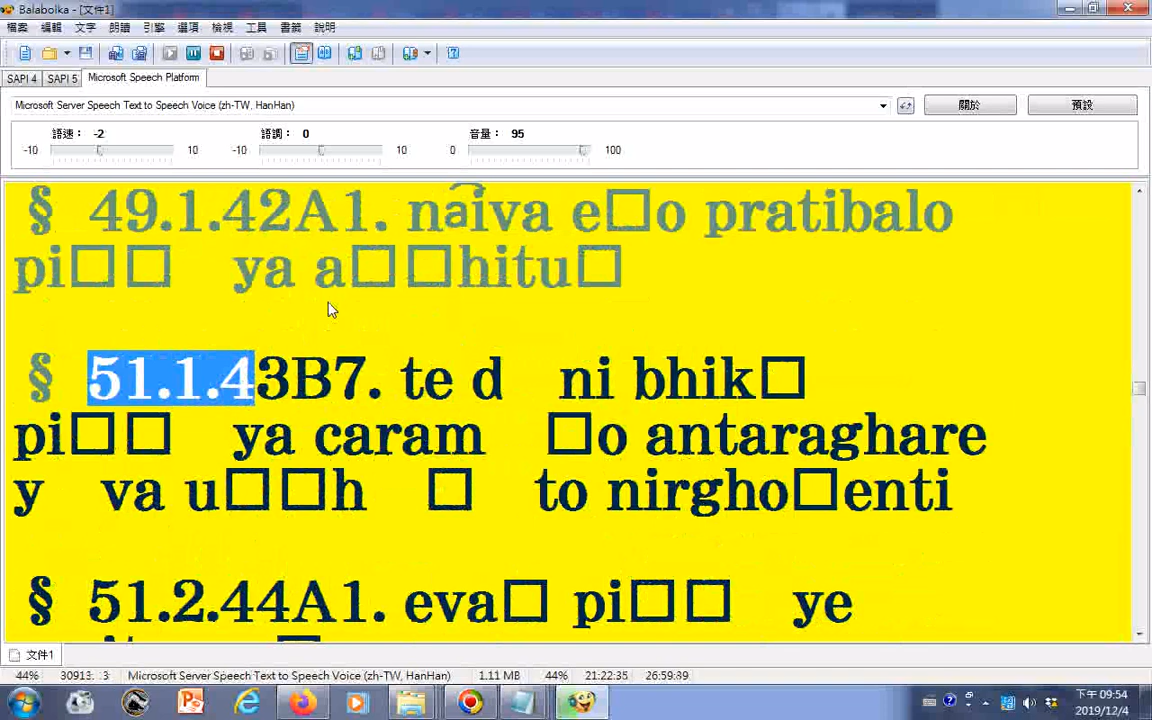 Balabolka - [文件1]
檔案 編輯 文字 朗讀 引擎 選項 檢視 工具 書籤 說明
SAPI 4 SAPI 5 Microsoft Speech Platform
Microsoft Server Speech Text to Speech Voice (zh-TW, HanHan) 關於 預設
語速： -2 語調： 0 音量： 95
-10 10 -10 10 0 100
§ 49.1.42A1. na͡iva e□o pratibalo
pi□□ ya a□□hitu□
§ 51.1.43B7. te d ni bhik□
pi□□ ya caram □o antaraghare
y va u□□h □ to nirgho□enti
§ 51.2.44A1. eva□ pi□□ ye
文件1
44% Microsoft Server Speech Text to Speech Voice (zh-TW, HanHan) 1.11 MB 44% 21:22:35 26:59:39
下午 09:54
2019/12/4